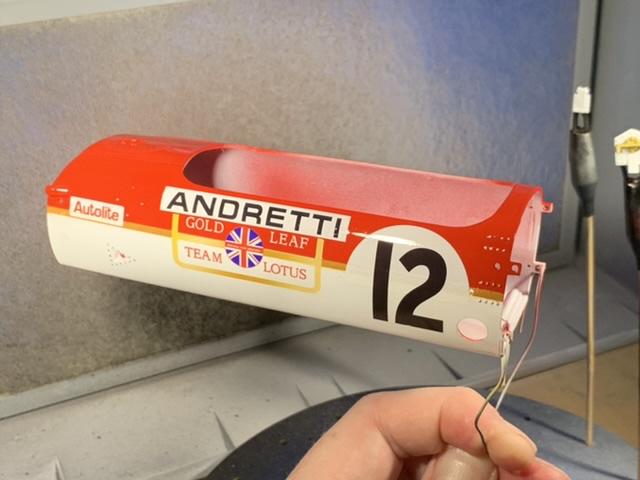 Autolite
ANDRETTI
GOLD LEAF
TEAM LOTUS
12